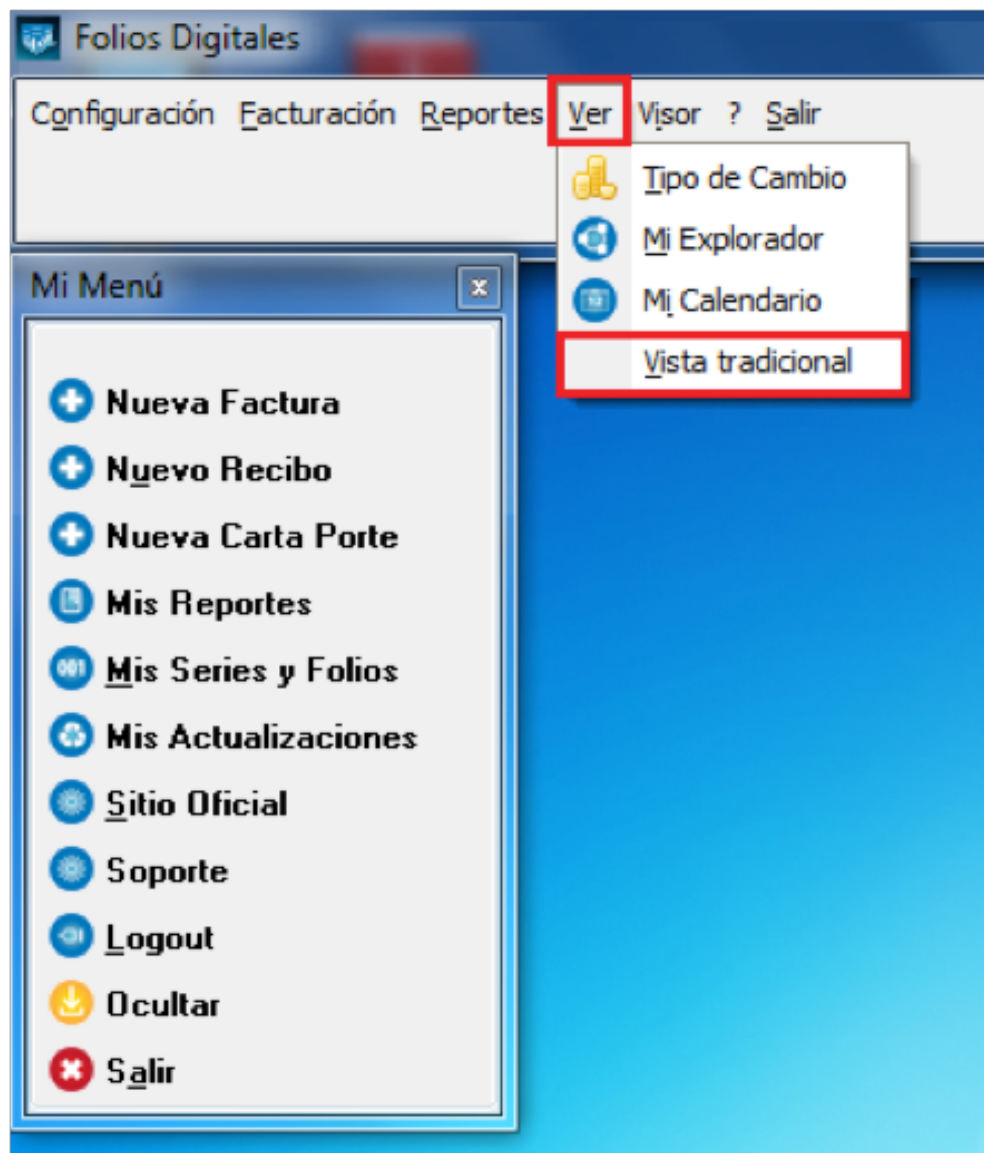 Folios Digitales
Configuración Facturación Reportes Ver Visor ? Salir
Tipo de Cambio
Mi Explorador
Mi Calendario
Vista tradicional
Mi Menú
Nueva Factura
Nuevo Recibo
Nueva Carta Porte
Mis Reportes
001 Mis Series y Folios
Mis Actualizaciones
Sitio Oficial
Soporte
Logout
Ocultar
Salir